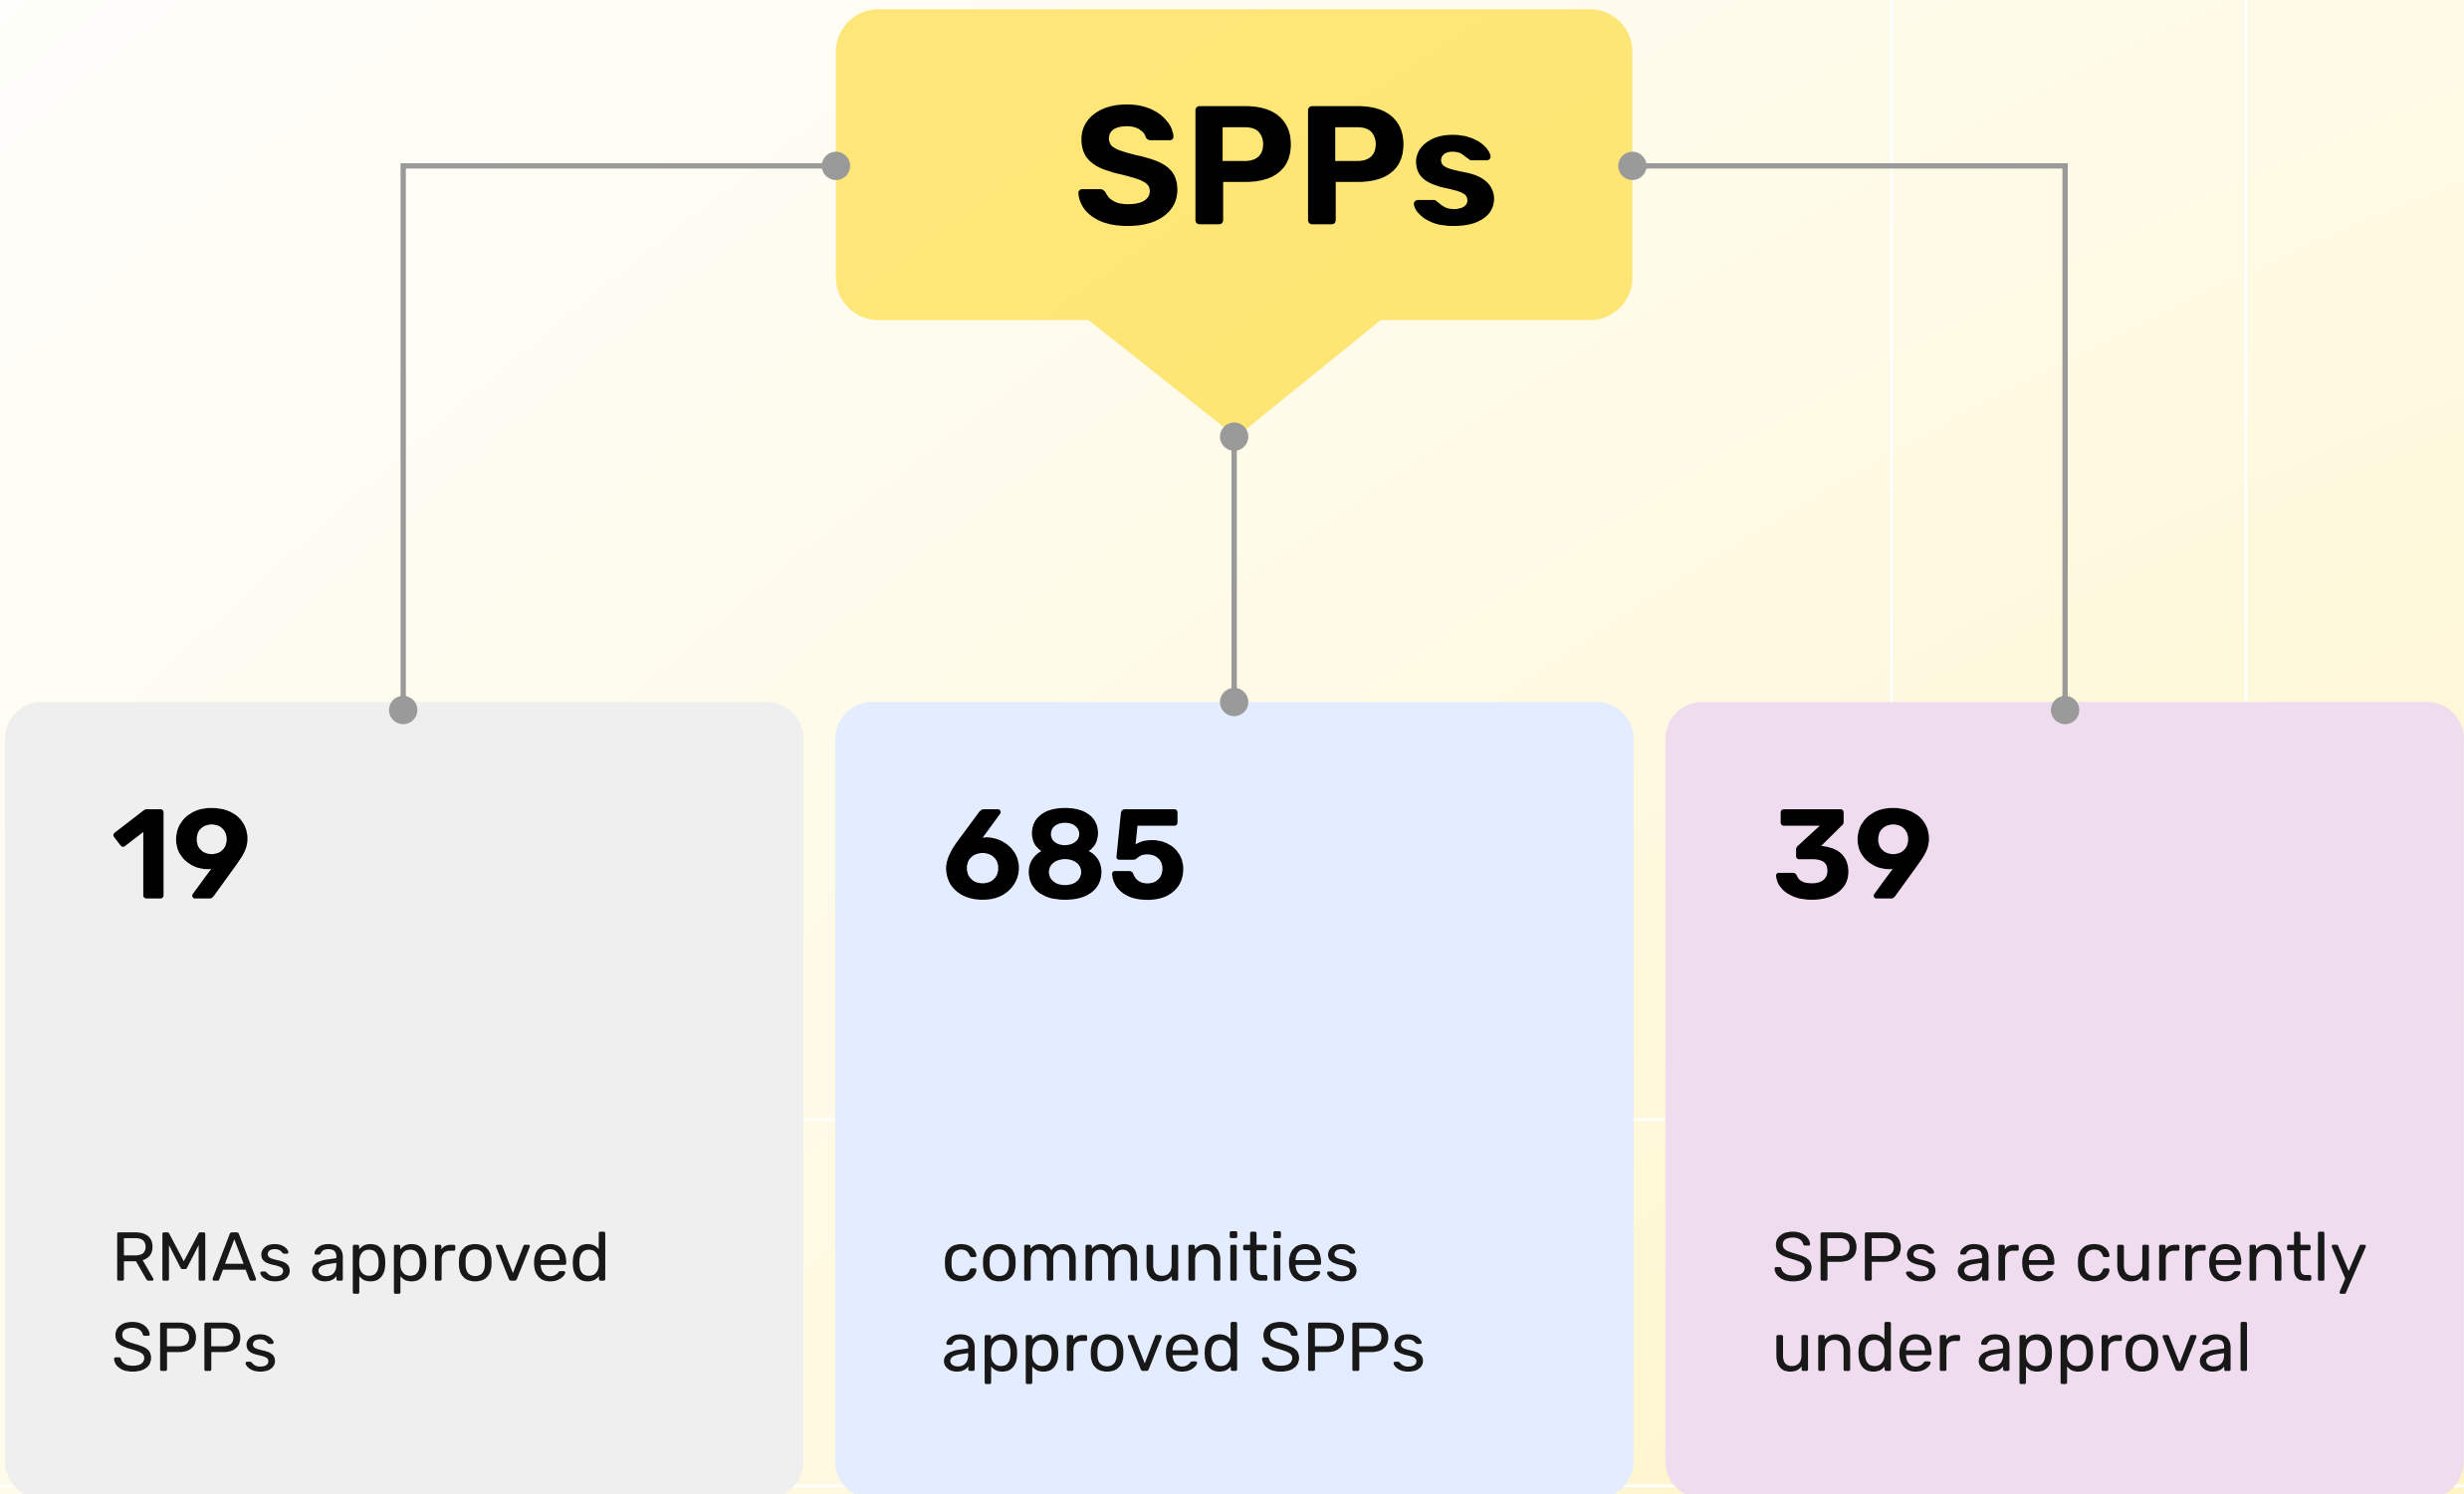 SPPs
19
RMAs approved
SPPs
685
communities
approved SPPs
39
SPPs are currently
under approval